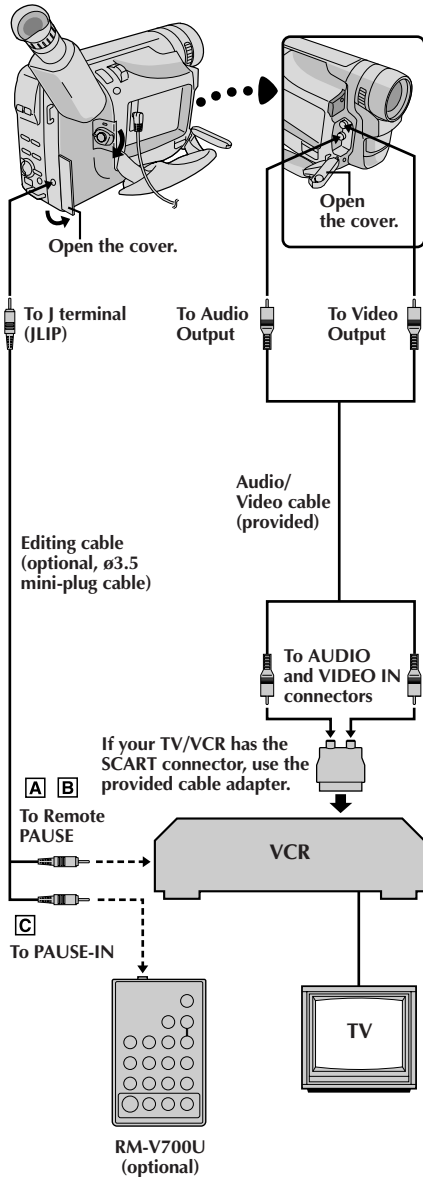 Open the cover.
Open
the cover.
To J terminal
(JLIP)
To Audio
Output
To Video
Output
Audio/
Video cable
(provided)
Editing cable
(optional, ø3.5
mini-plug cable)
To AUDIO
and VIDEO IN
connectors
If your TV/VCR has the
SCART connector, use the
provided cable adapter.
A B
To Remote
PAUSE
VCR
C
To PAUSE-IN
TV
RM-V700U
(optional)